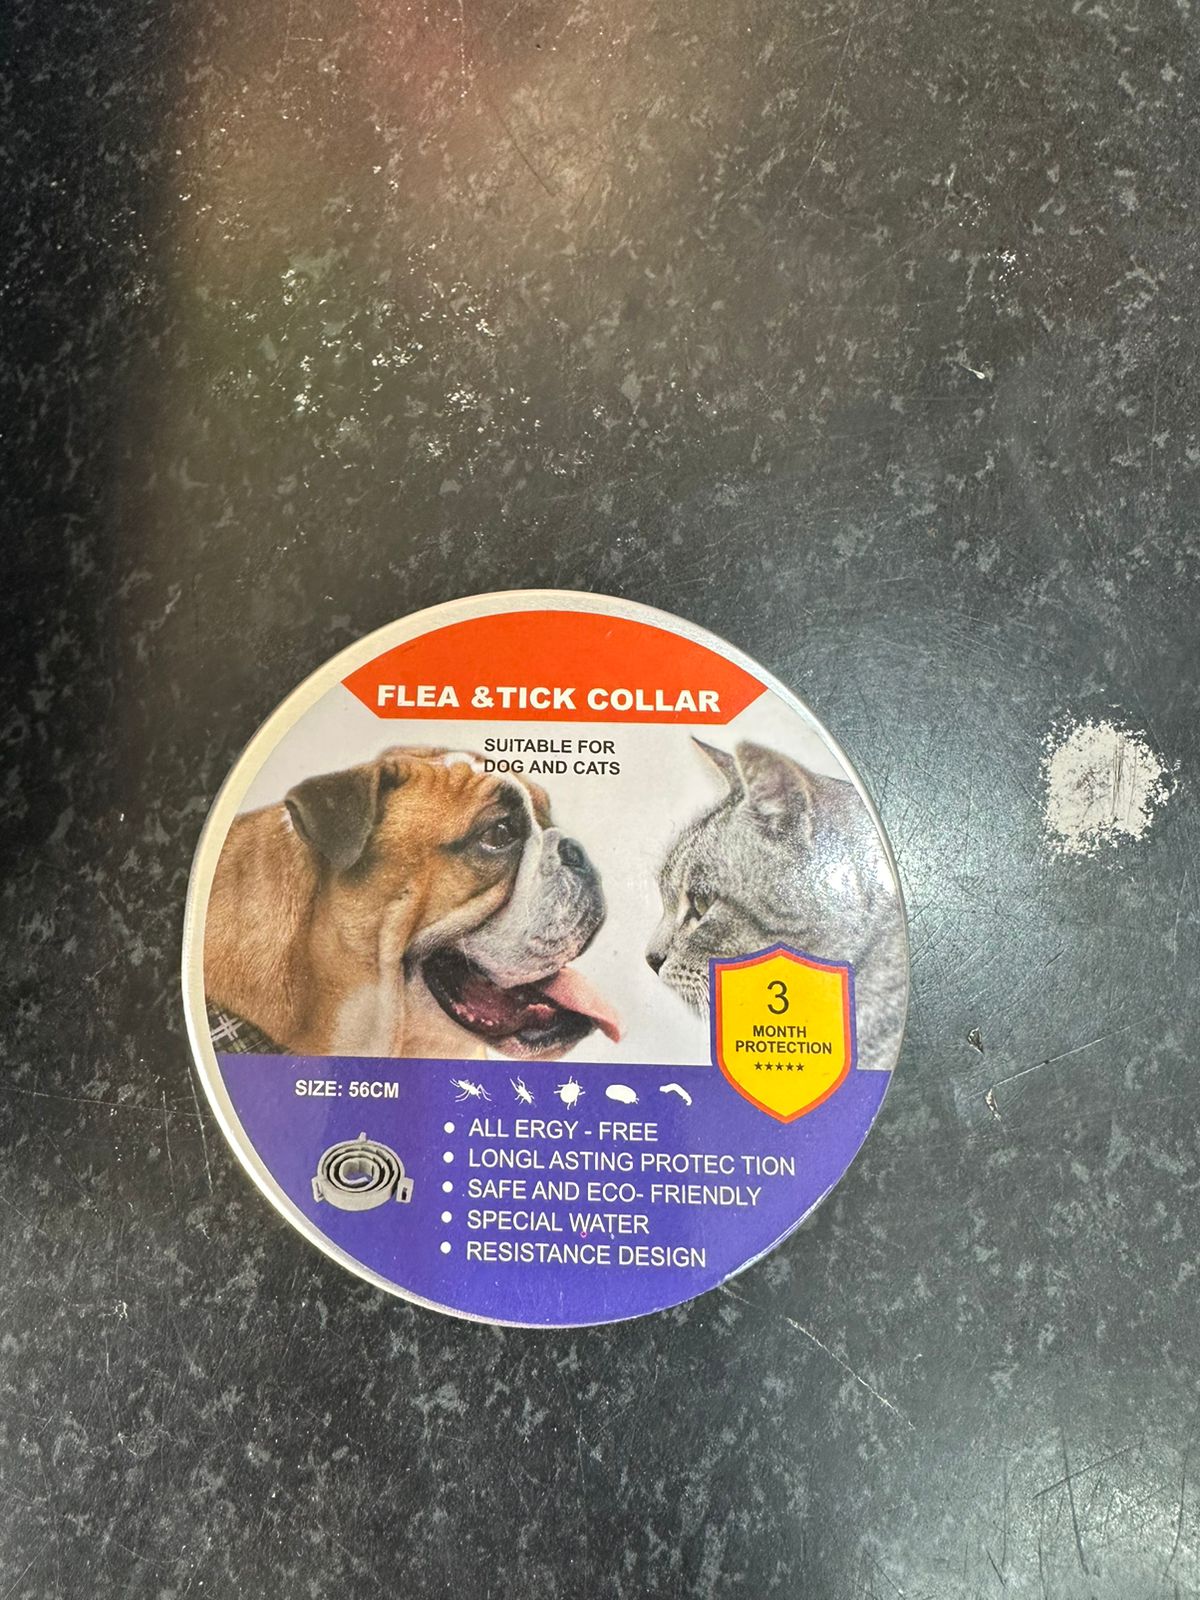 FLEA & TICK COLLAR
SUITABLE FOR
DOG AND CATS
3
MONTH
PROTECTION
★★★★★
SIZE: 56CM
• ALL ERGY - FREE
• LONGL ASTING PROTEC TION
• SAFE AND ECO- FRIENDLY
• SPECIAL WATER
• RESISTANCE DESIGN